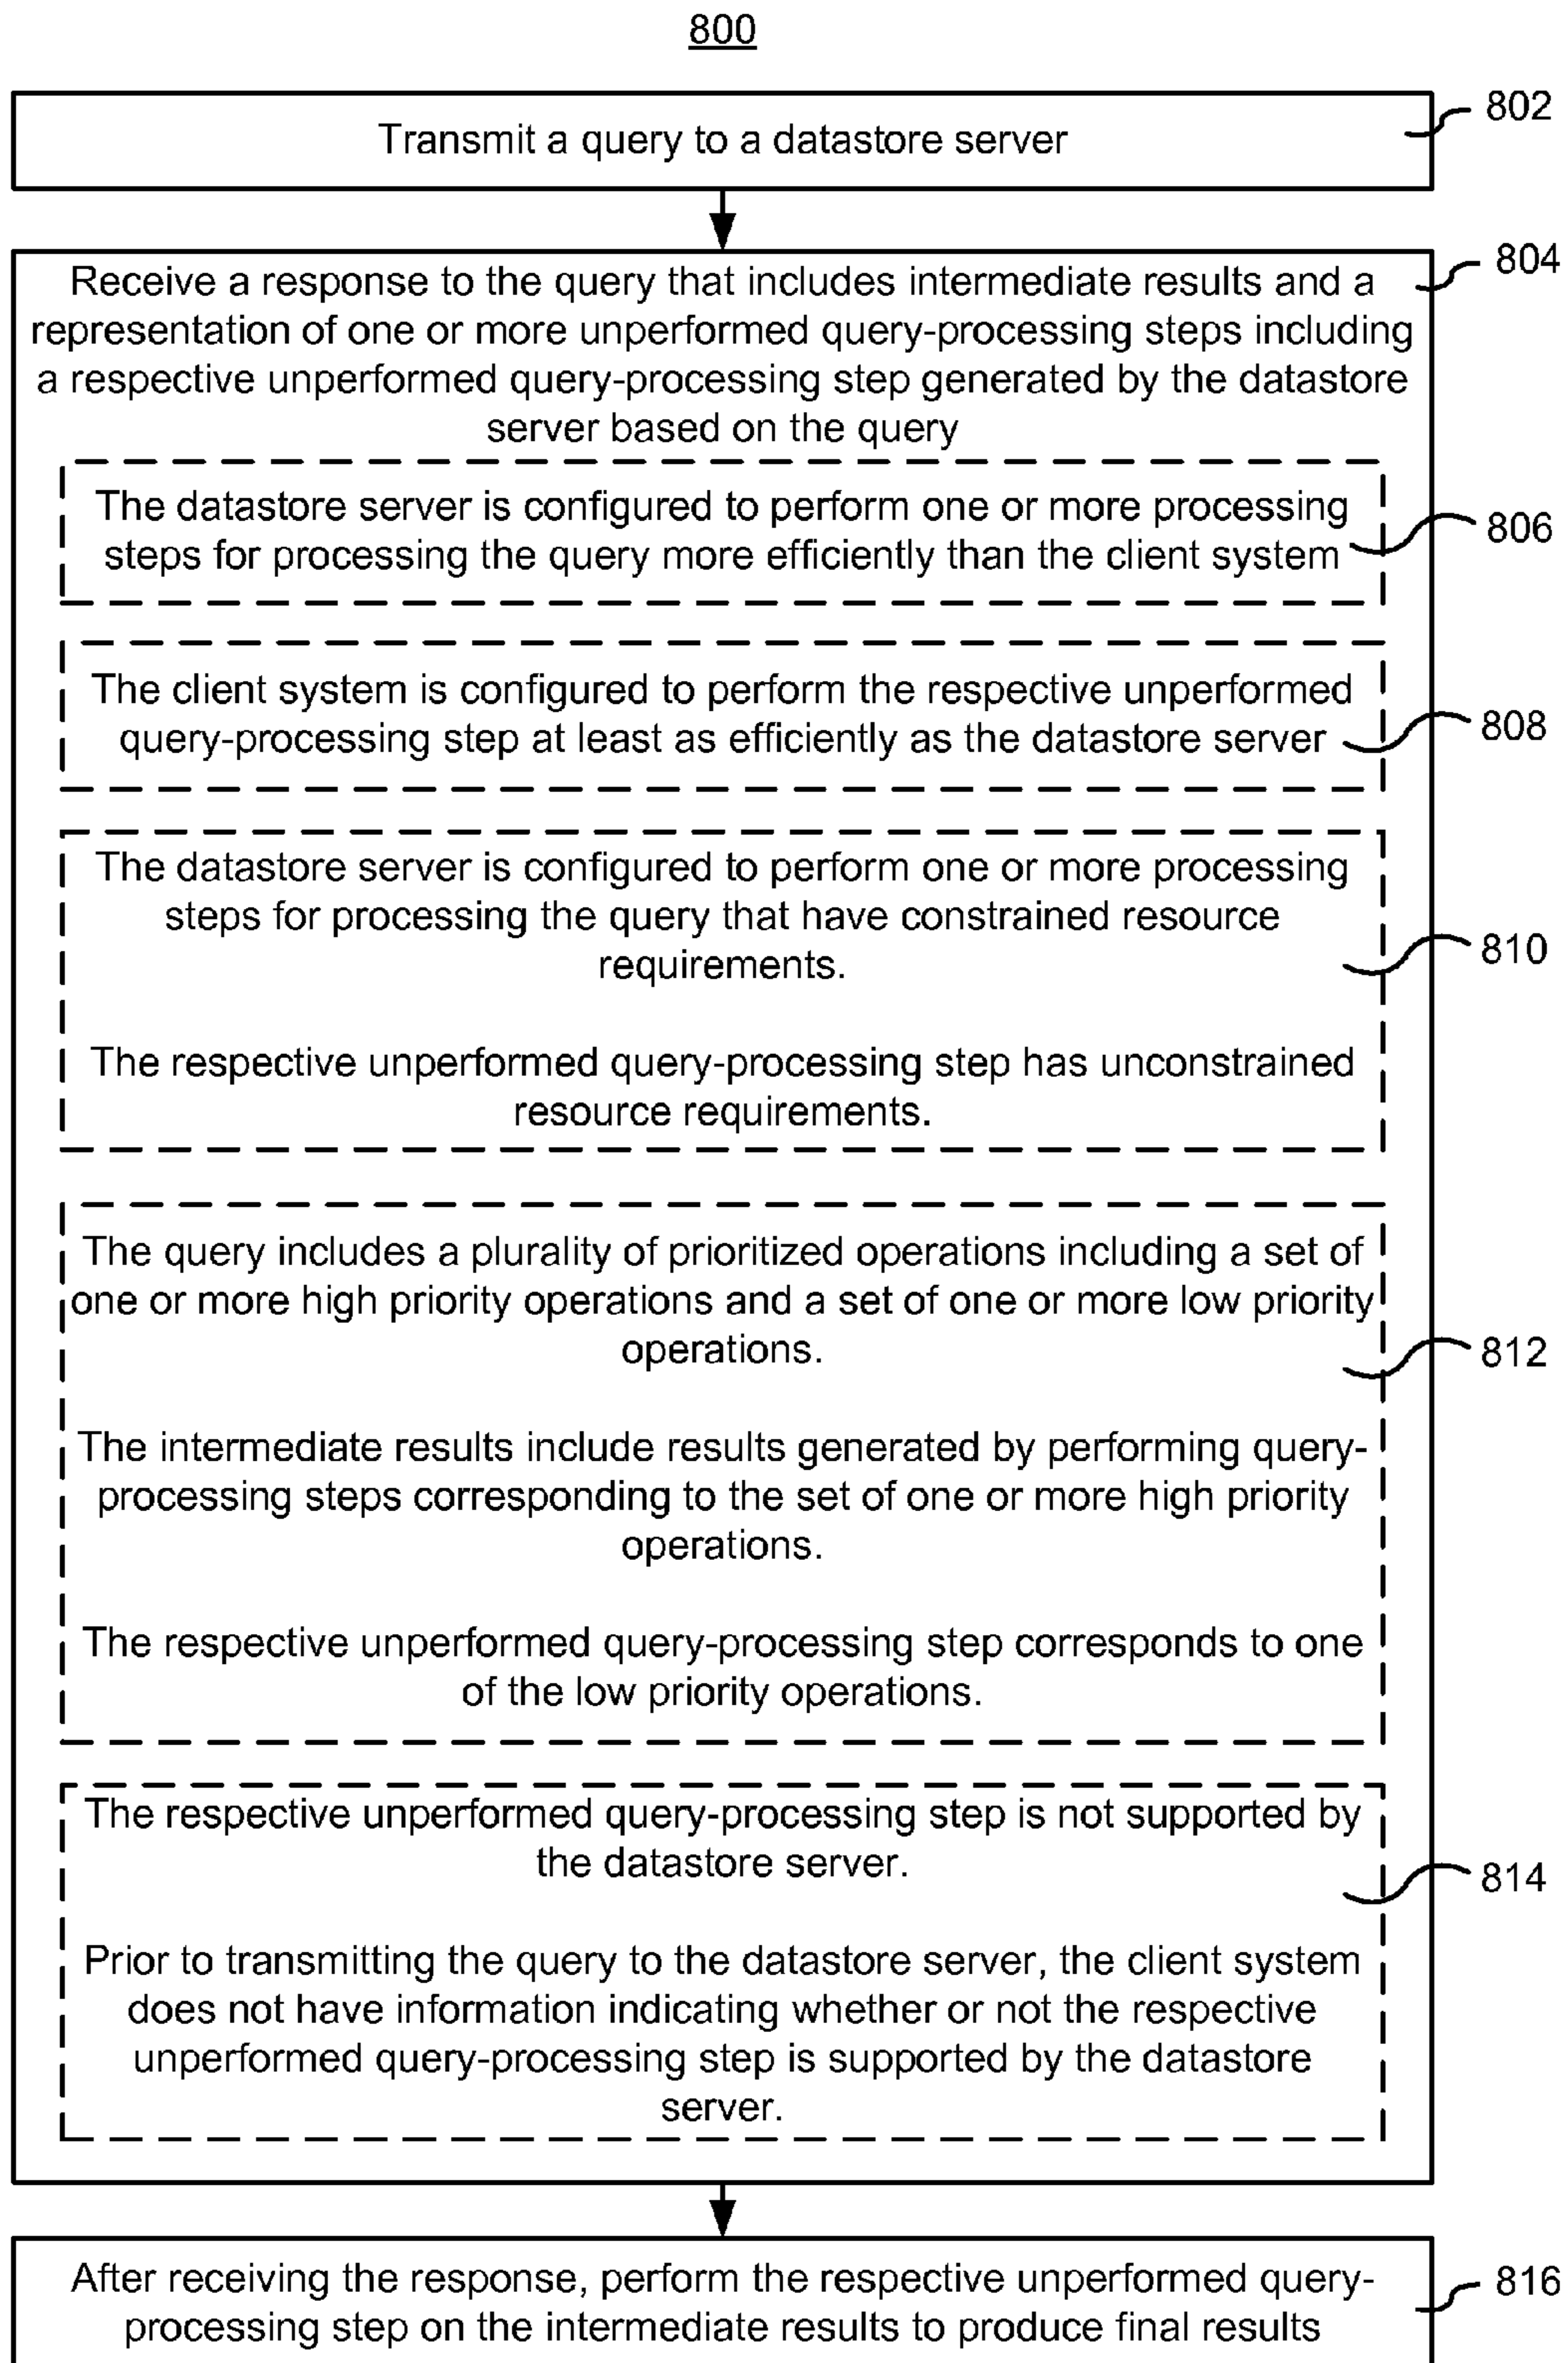 800
Transmit a query to a datastore server
802
Receive a response to the query that includes intermediate results and a
representation of one or more unperformed query-processing steps including
a respective unperformed query-processing step generated by the datastore
server based on the query
804
The datastore server is configured to perform one or more processing
steps for processing the query more efficiently than the client system
806
The client system is configured to perform the respective unperformed
query-processing step at least as efficiently as the datastore server
808
The datastore server is configured to perform one or more processing
steps for processing the query that have constrained resource
requirements.
810
The respective unperformed query-processing step has unconstrained
resource requirements.
The query includes a plurality of prioritized operations including a set of
one or more high priority operations and a set of one or more low priority
operations.
812
The intermediate results include results generated by performing query-
processing steps corresponding to the set of one or more high priority
operations.
The respective unperformed query-processing step corresponds to one
of the low priority operations.
The respective unperformed query-processing step is not supported by
the datastore server.
814
Prior to transmitting the query to the datastore server, the client system
does not have information indicating whether or not the respective
unperformed query-processing step is supported by the datastore
server.
After receiving the response, perform the respective unperformed query-
processing step on the intermediate results to produce final results
816